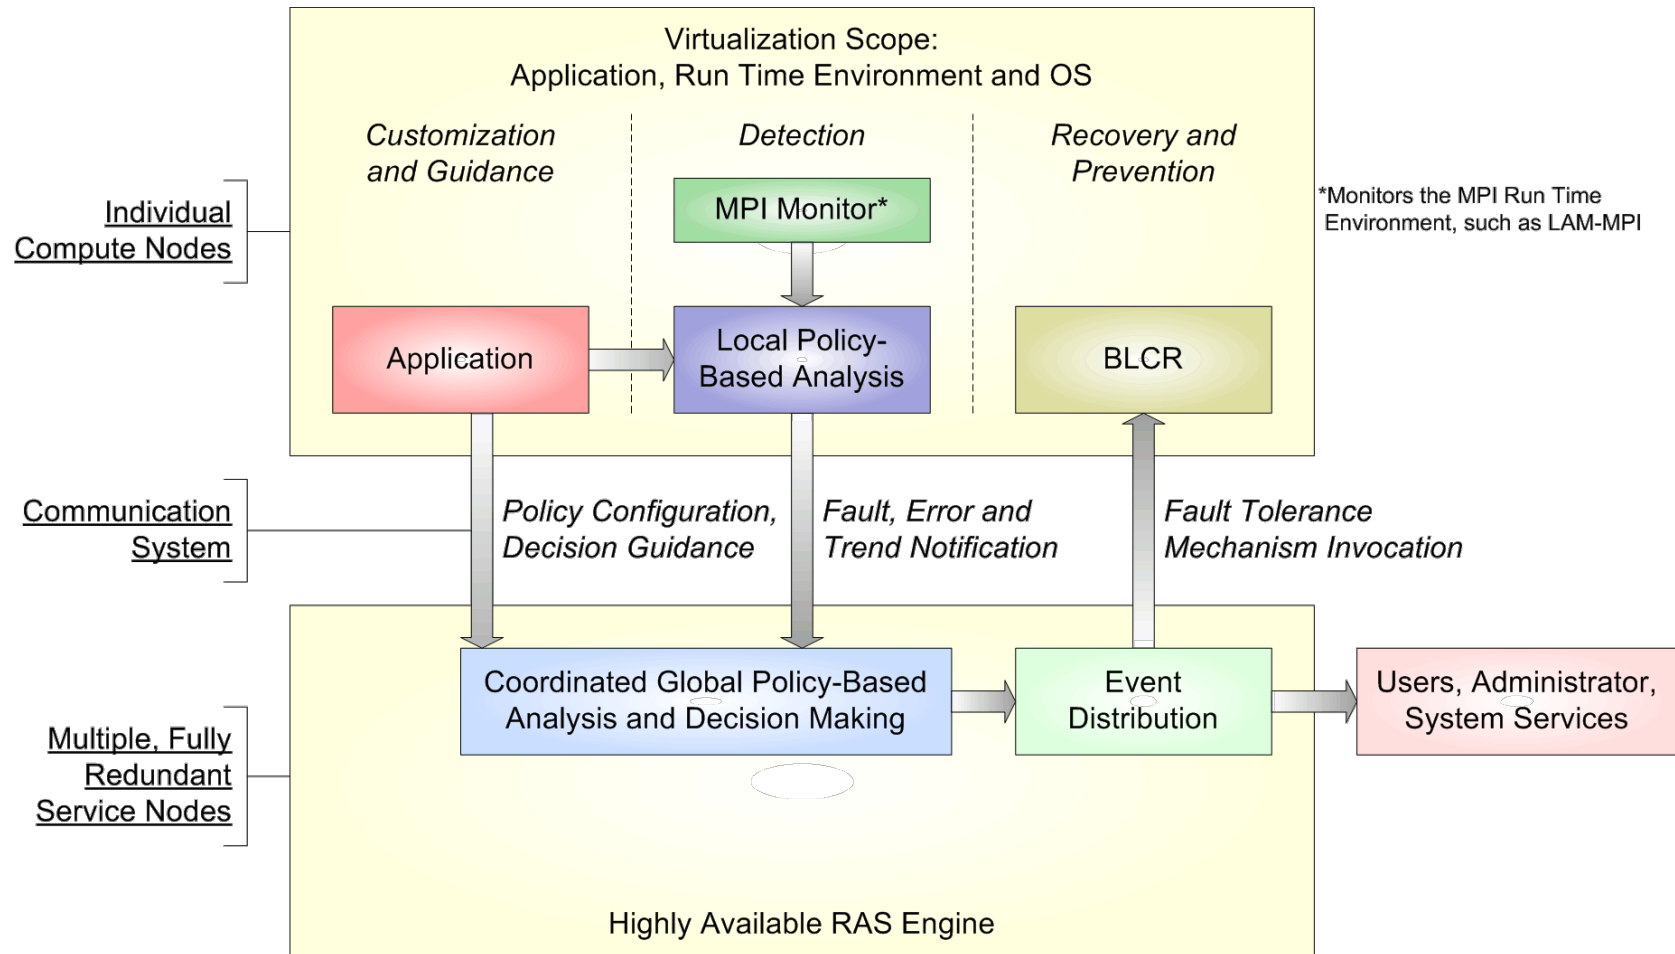 Virtualization Scope:
Application, Run Time Environment and OS
Customization
and Guidance
Detection
Recovery and
Prevention
Individual
Compute Nodes
MPI Monitor*
*Monitors the MPI Run Time
Environment, such as LAM-MPI
Application
Local Policy-
Based Analysis
BLCR
Communication
System
Policy Configuration,
Decision Guidance
Fault, Error and
Trend Notification
Fault Tolerance
Mechanism Invocation
Multiple, Fully
Redundant
Service Nodes
Coordinated Global Policy-Based
Analysis and Decision Making
Event
Distribution
Users, Administrator,
System Services
Highly Available RAS Engine